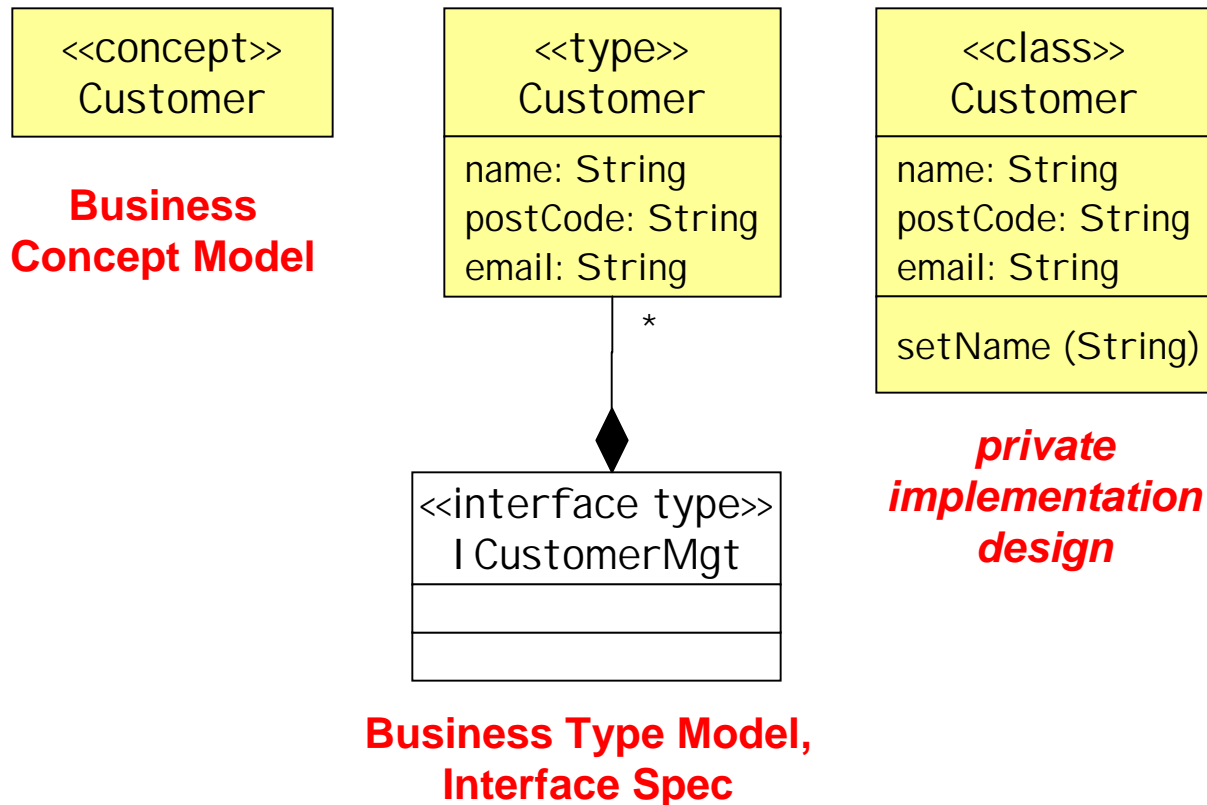 <<concept>>
Customer
Business
Concept Model
<<type>>
Customer
name: String
postCode: String
email: String
*
<<interface type>>
ICustomerMgt
Business Type Model,
Interface Spec
<<class>>
Customer
name: String
postCode: String
email: String
setName (String)
private
implementation
design